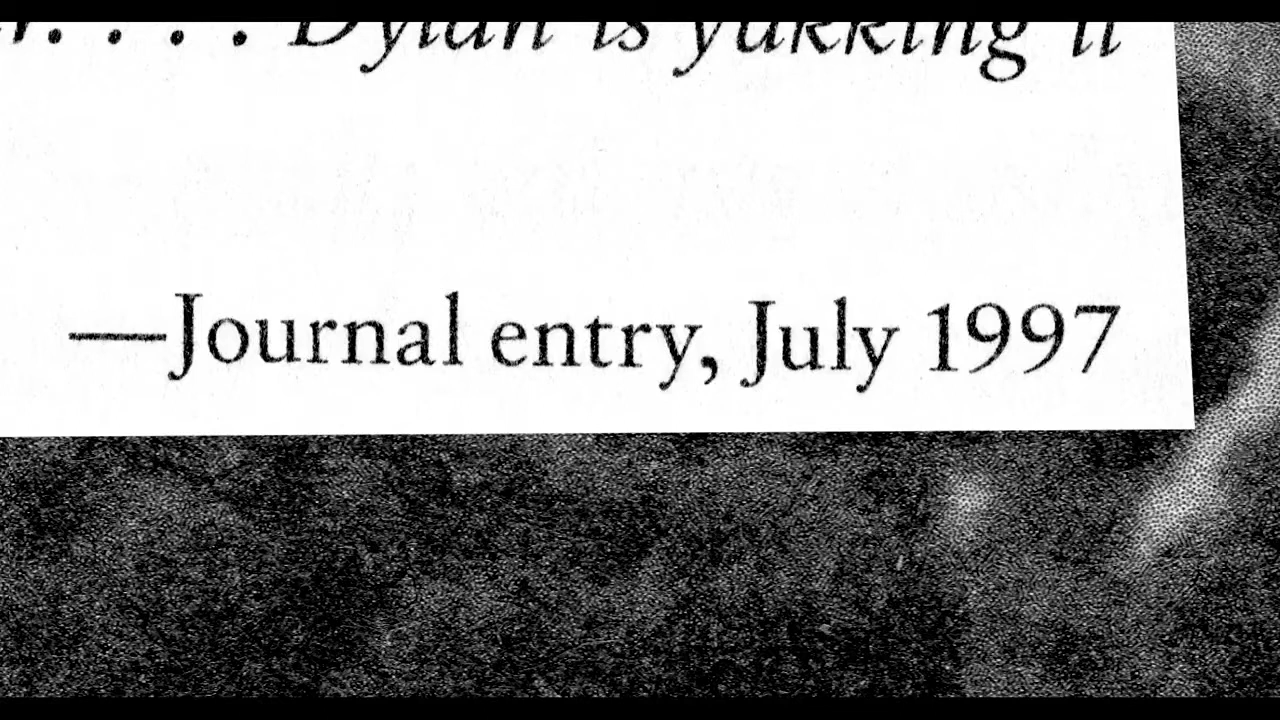 . . . . Dylan is yukking it
—Journal entry, July 1997